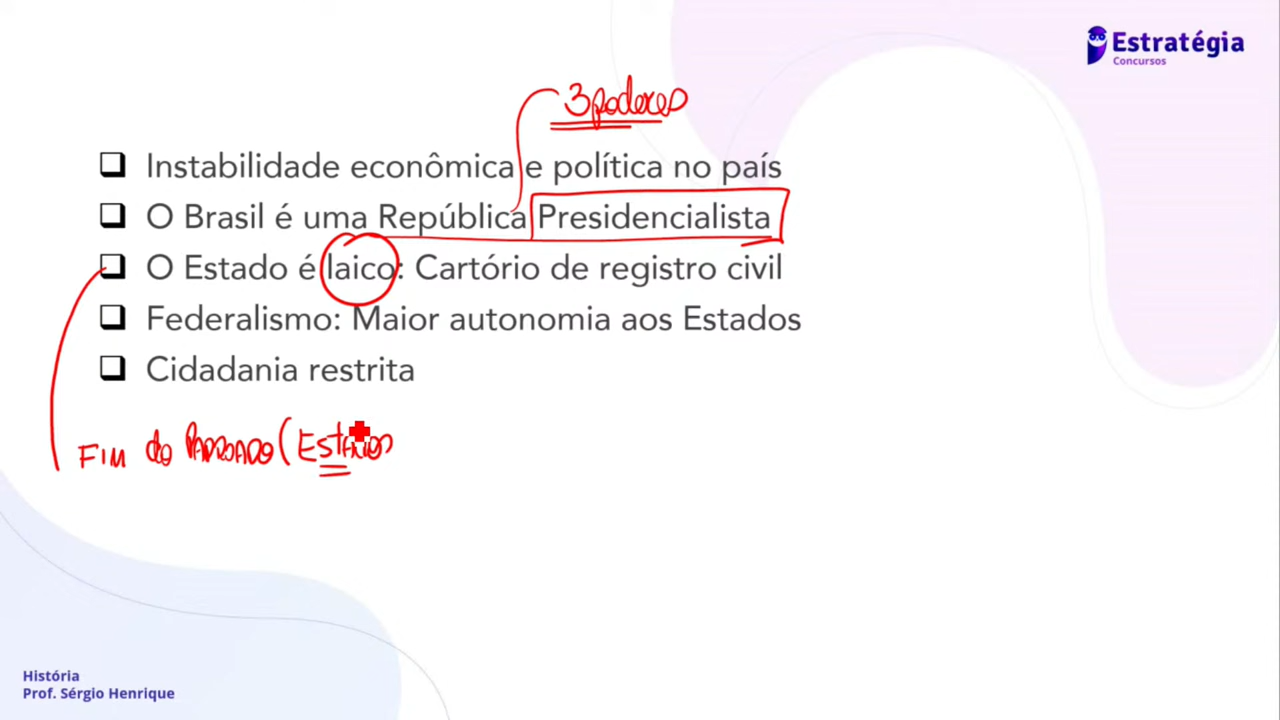 Estratégia
Concursos
3 poderes
Instabilidade econômica e política no país
O Brasil é uma República Presidencialista
O Estado é laico: Cartório de registro civil
Federalismo: Maior autonomia aos Estados
Cidadania restrita
FIM do PADROADO (
História
Prof. Sérgio Henrique